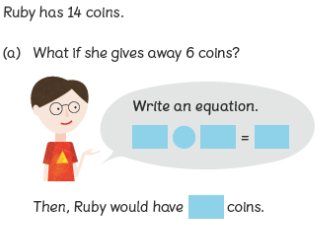 Ruby has 14 coins.
(a) What if she gives away 6 coins?
Write an equation.
=
Then, Ruby would have coins.